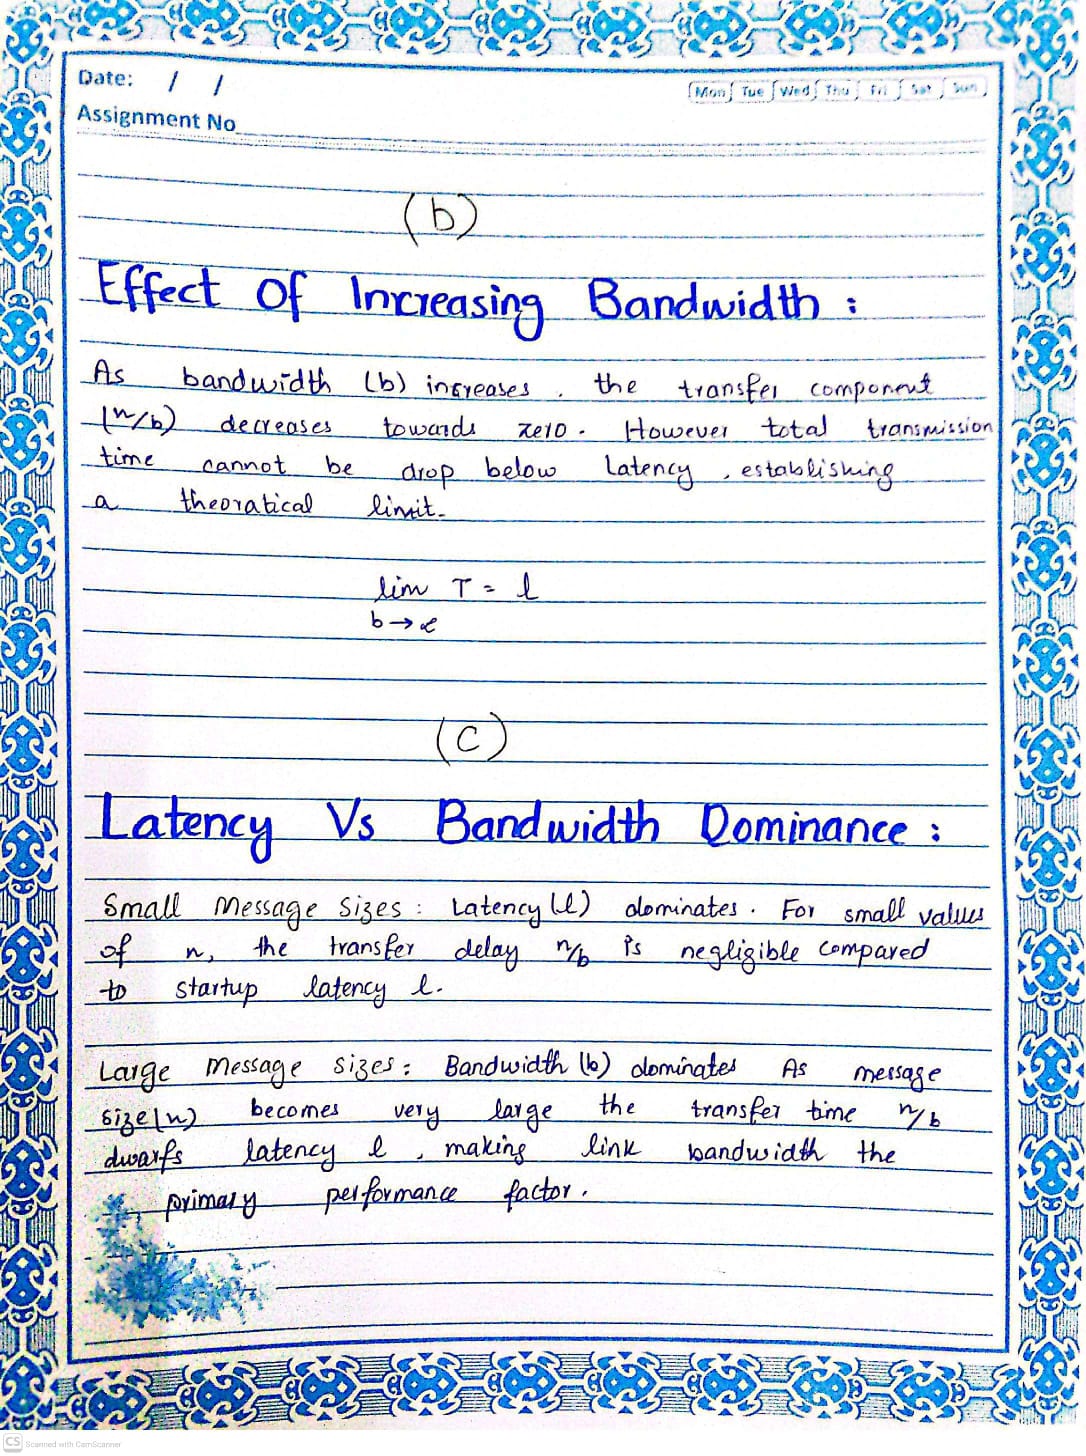 Date: / /
Mon Tue Wed Thu Fri Sat Sun
Assignment No
(b)
Effect Of Increasing Bandwidth :
As bandwidth (b) increases , the transfer component
(n/b) decreases towards zero . However total transmission
time cannot be drop below latency , establishing
a theoratical limit.
lim T = l
b → ∞
(c)
Latency Vs Bandwidth Dominance :
Small Message Sizes : Latency (l) dominates . For small values
of n, the transfer delay n/b is negligible compared
to startup latency l.
Large Message Sizes : Bandwidth (b) dominates As message
size (n) becomes very large the transfer time n/b
dwarfs latency l , making link bandwidth the
primary performance factor .
CS Scanned with CamScanner